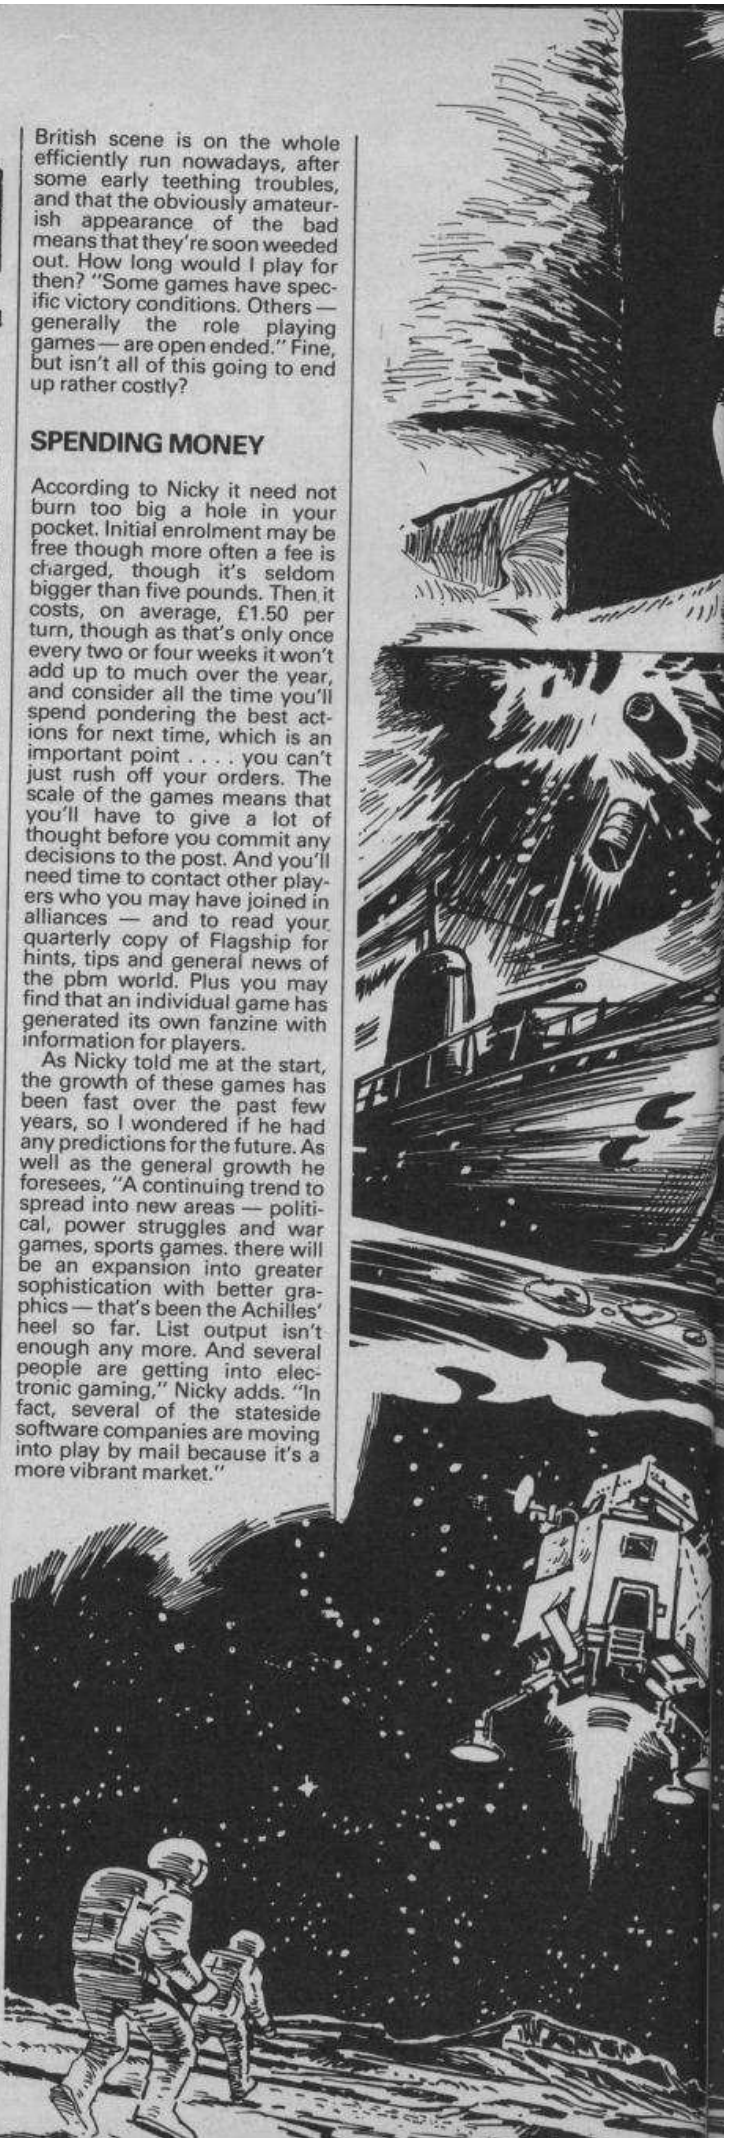 British scene is on the whole
efficiently run nowadays, after
some early teething troubles,
and that the obviously amateur-
ish appearance of the bad
means that they're soon weeded
out. How long would I play for
then? "Some games have spec-
ific victory conditions. Others —
generally the role playing
games — are open ended." Fine,
but isn't all of this going to end
up rather costly?
SPENDING MONEY
According to Nicky it need not
burn too big a hole in your
pocket. Initial enrolment may be
free though more often a fee is
charged, though it's seldom
bigger than five pounds. Then it
costs, on average, £1.50 per
turn, though as that's only once
every two or four weeks it won't
add up to much over the year,
and consider all the time you'll
spend pondering the best act-
ions for next time, which is an
important point . . . . you can't
just rush off your orders. The
scale of the games means that
you'll have to give a lot of
thought before you commit any
decisions to the post. And you'll
need time to contact other play-
ers who you may have joined in
alliances — and to read your
quarterly copy of Flagship for
hints, tips and general news of
the pbm world. Plus you may
find that an individual game has
generated its own fanzine with
information for players.
As Nicky told me at the start,
the growth of these games has
been fast over the past few
years, so I wondered if he had
any predictions for the future. As
well as the general growth he
foresees, "A continuing trend to
spread into new areas — politi-
cal, power struggles and war
games, sports games. there will
be an expansion into greater
sophistication with better gra-
phics — that's been the Achilles'
heel so far. List output isn't
enough any more. And several
people are getting into elec-
tronic gaming," Nicky adds. "In
fact, several of the stateside
software companies are moving
into play by mail because it's a
more vibrant market."